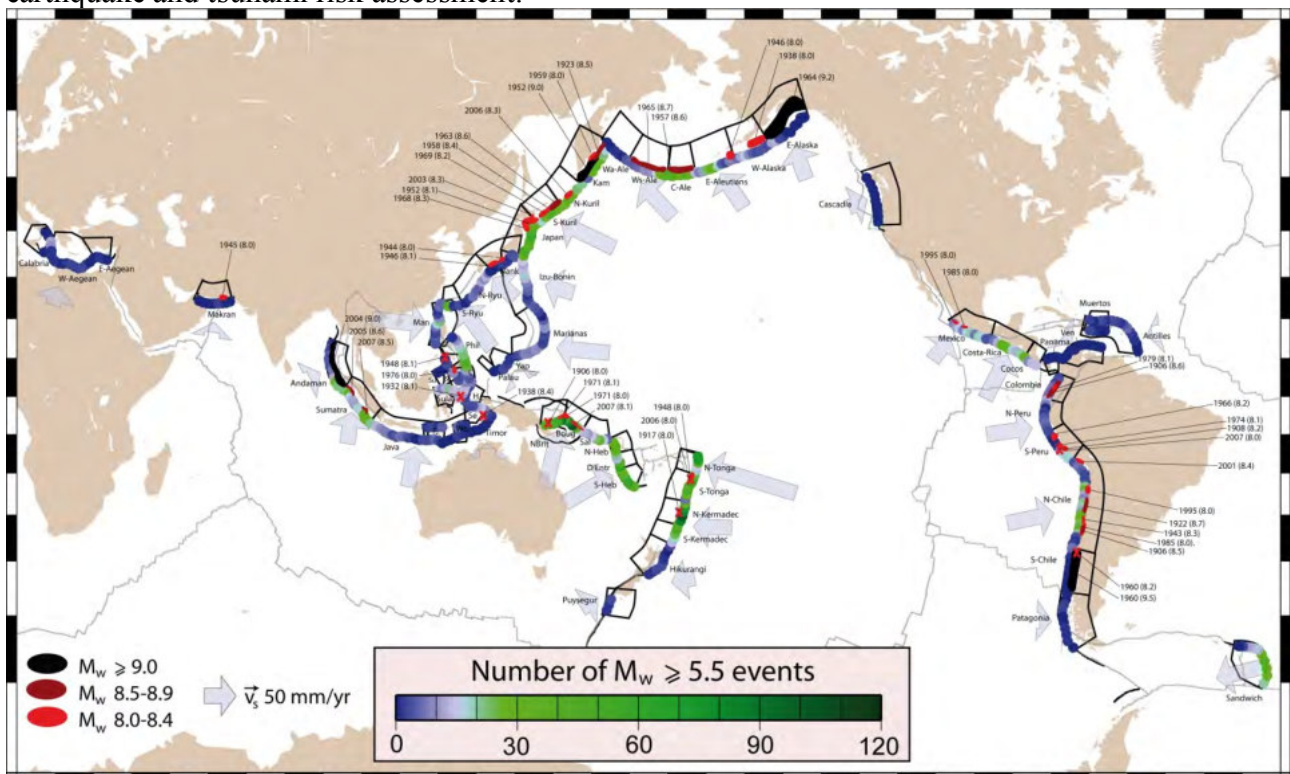 earthquake and tsunami risk assessment.
1946 (8.0)
1938 (8.0)
1964 (9.2)
1923 (8.5)
1959 (8.0)
1952 (9.0)
2006 (8.3)
1965 (8.7)
1957 (8.6)
1963 (8.6)
1958 (8.4)
1969 (8.2)
2003 (8.3)
1952 (8.1)
1968 (8.3)
Wa-Ale
Ws-Ale
C-Ale
E-Aleutians
W-Alaska
E-Alaska
Kam
N-Kuril
S-Kuril
Japan
Cascadia
1944 (8.0)
1946 (8.1)
1945 (8.0)
Calabria
W-Aegean
E-Aegean
Makran
Izu-Bonin
N-Ryu
S-Ryu
Man
Phil
Marianas
Yap
Palau
2004 (9.0)
2005 (8.6)
2007 (8.5)
1948 (8.1)
1976 (8.0)
1932 (8.1)
1938 (8.4)
Andaman
Sumatra
Java
Timor
1906 (8.0)
1971 (8.1)
1971 (8.0)
2007 (8.1)
1948 (8.0)
2006 (8.0)
1917 (8.0)
NBrit
Boug
N-Heb
D'Entr
S-Heb
N-Tonga
S-Tonga
N-Kermadec
S-Kermadec
Hikurangi
Puysegur
1995 (8.0)
1985 (8.0)
Mexico
Costa-Rica
Cocos
Colombia
Muertos
Ven
Panama
Antilles
1979 (8.1)
1906 (8.6)
N-Peru
S-Peru
1966 (8.2)
1974 (8.1)
1908 (8.2)
2007 (8.0)
2001 (8.4)
N-Chile
1995 (8.0)
1922 (8.7)
1943 (8.3)
1985 (8.0)
1906 (8.5)
S-Chile
1960 (8.2)
1960 (9.5)
Patagonia
Sandwich
Mw ⩾ 9.0
Mw 8.5-8.9
Mw 8.0-8.4
vs 50 mm/yr
Number of Mw ⩾ 5.5 events
0 30 60 90 120